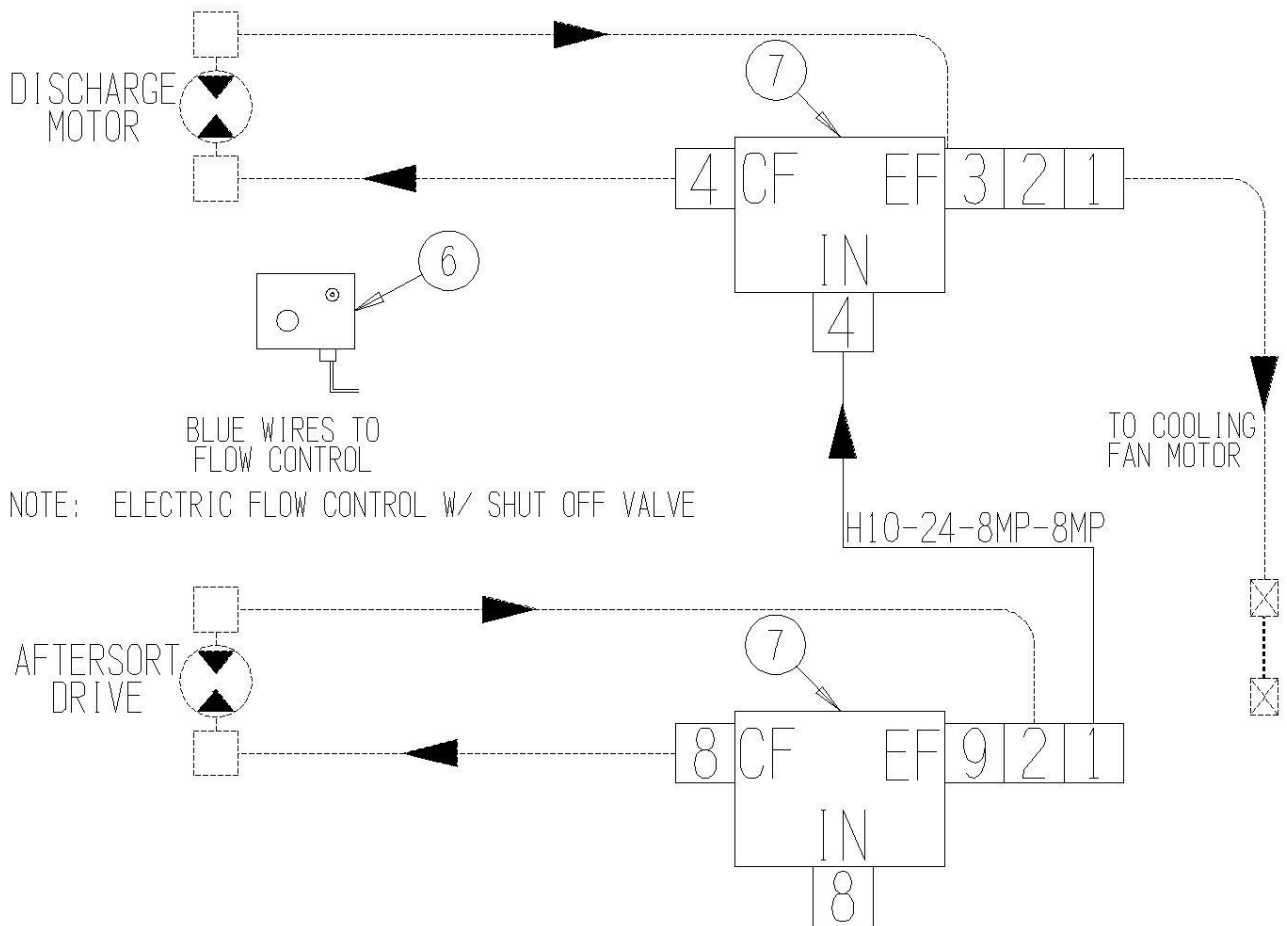 7
DISCHARGE
MOTOR
4 CF EF 3 2 1
IN
4
6
BLUE WIRES TO
FLOW CONTROL
TO COOLING
FAN MOTOR
NOTE: ELECTRIC FLOW CONTROL W/ SHUT OFF VALVE
H10-24-8MP-8MP
7
AFTERSORT
DRIVE
8 CF EF 9 2 1
IN
8